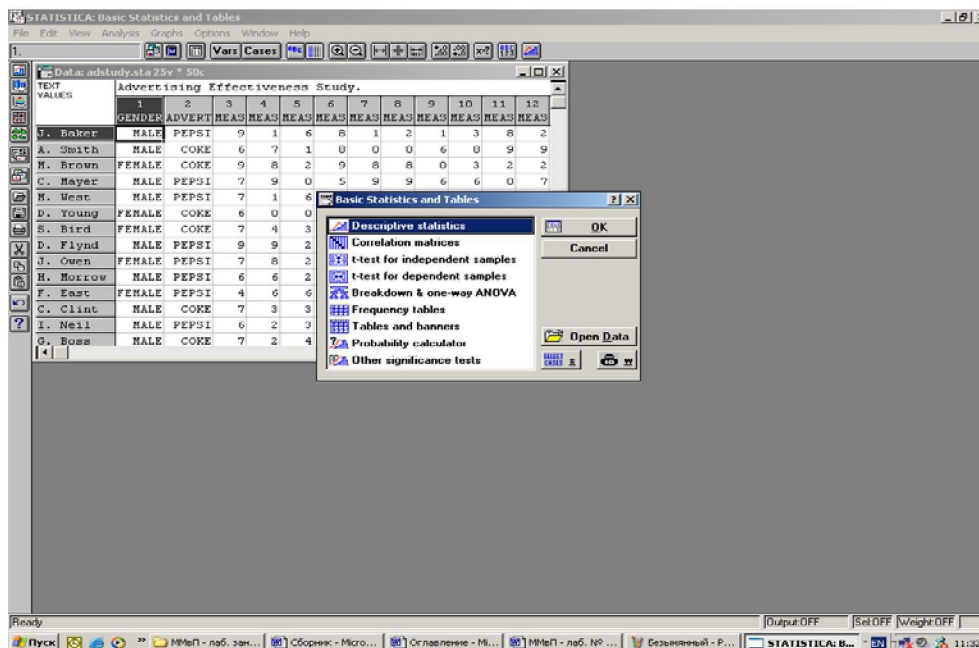 STATISTICA: Basic Statistics and Tables
File Edit View Analysis Graphs Options Window Help
1. Vars Cases
Data: adstudy.sta 25v * 50c
TEXT VALUES Advertising Effectiveness Study.
1 2 3 4 5 6 7 8 9 10 11 12
GENDER ADVERT MEAS MEAS MEAS MEAS MEAS MEAS MEAS MEAS MEAS MEAS
J. Baker MALE PEPSI 9 1 6 8 1 2 1 3 8 2
A. Smith MALE COKE 6 7 1 8 0 0 6 8 9 9
M. Brown FEMALE COKE 9 8 2 9 8 8 0 3 2 2
C. Mayer MALE PEPSI 7 9 0 5 9 9 6 6 0 7
M. West MALE PEPSI 7 1 6
D. Young FEMALE COKE 6 0 0
S. Bird FEMALE COKE 7 4 3
D. Flynd MALE PEPSI 9 9 2
J. Owen FEMALE PEPSI 7 8 2
H. Morrow MALE PEPSI 6 6 2
F. East FEMALE PEPSI 4 6 6
C. Clint MALE COKE 7 3 3
I. Neil MALE PEPSI 6 2 3
G. Boss MALE COKE 7 2 4
Basic Statistics and Tables
Descriptive statistics
Correlation matrices
t-test for independent samples
t-test for dependent samples
Breakdown & one-way ANOVA
Frequency tables
Tables and banners
Probability calculator
Other significance tests
OK
Cancel
Open Data
SELECT CASES S W
Ready Output:OFF Sel:OFF Weight:OFF
Пуск » ММвП - лаб. зан... Сборник - Micro... Оглавление - Mi... ММвП - лаб. № ... Безымянный - P... STATISTICA: B... EN 11:32